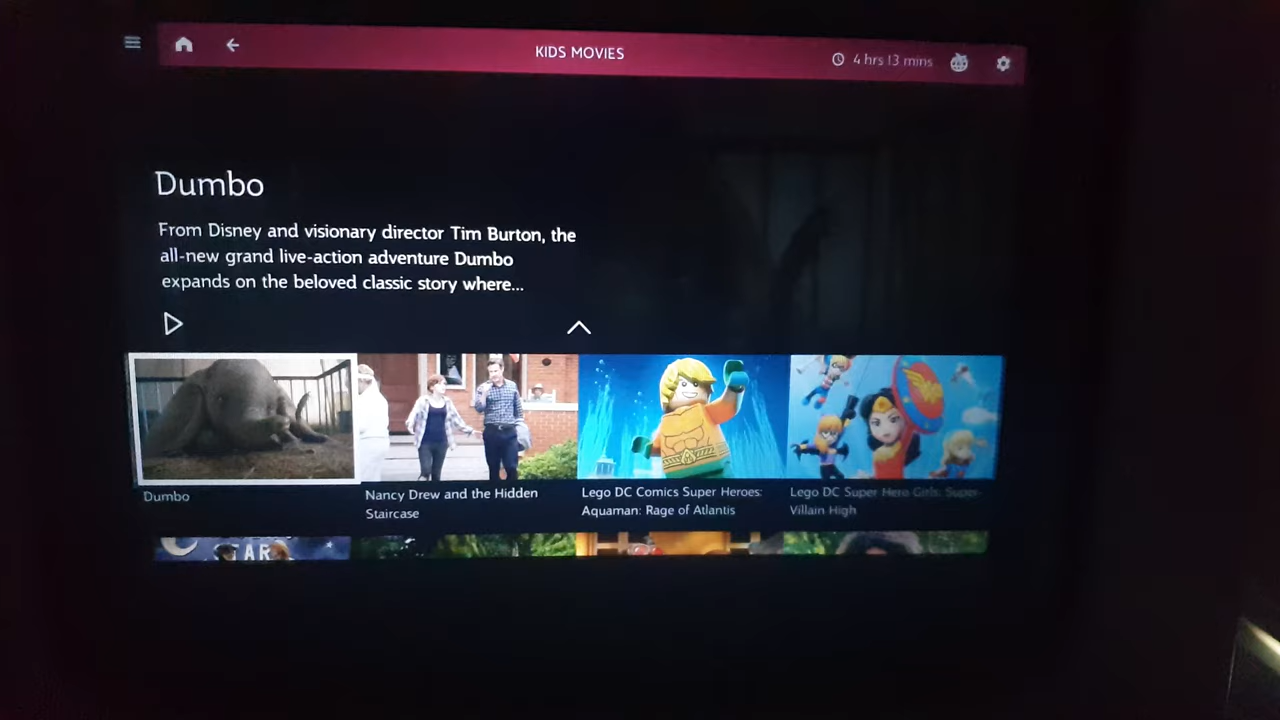 KIDS MOVIES
4 hrs 13 mins
Dumbo
From Disney and visionary director Tim Burton, the
all-new grand live-action adventure Dumbo
expands on the beloved classic story where...
Dumbo
Nancy Drew and the Hidden
Staircase
Lego DC Comics Super Heroes:
Aquaman: Rage of Atlantis
Lego DC Super Hero Girls: Super-
Villain High